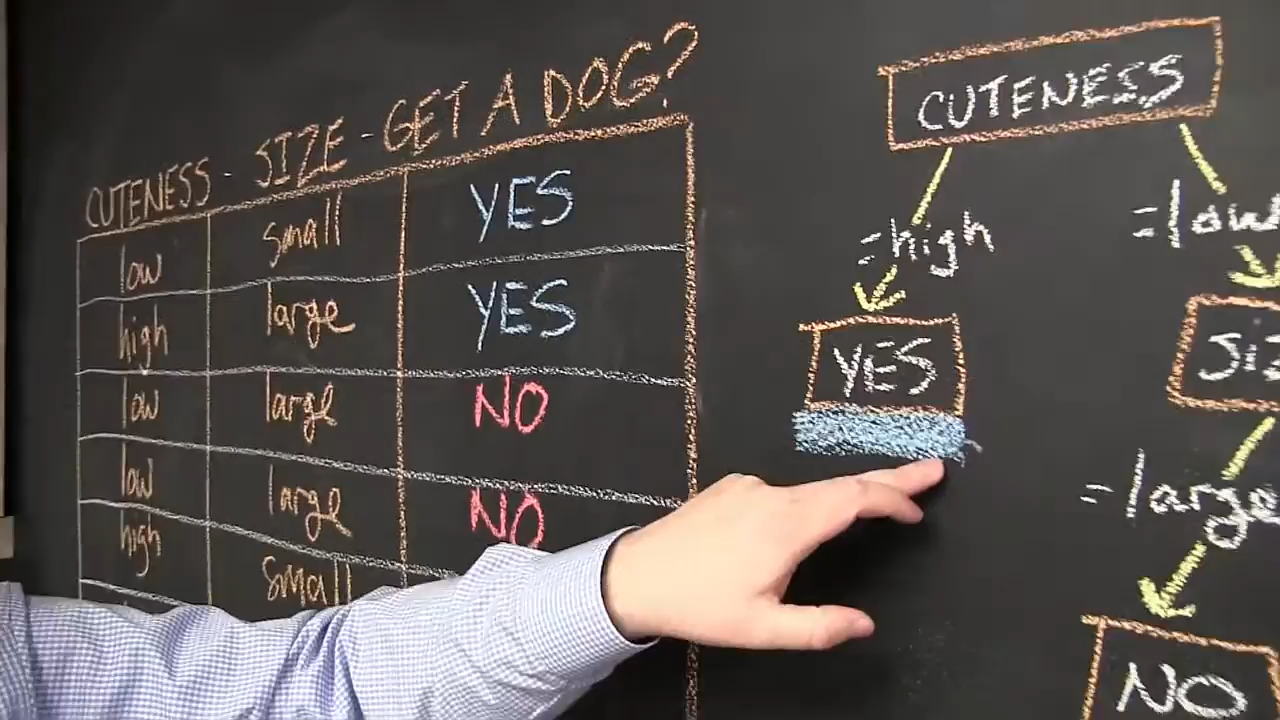 CUTENESS - SIZE - GET A DOG?
low small YES
high large YES
low large NO
low large NO
high small
CUTENESS
=high =low
YES
=large
NO